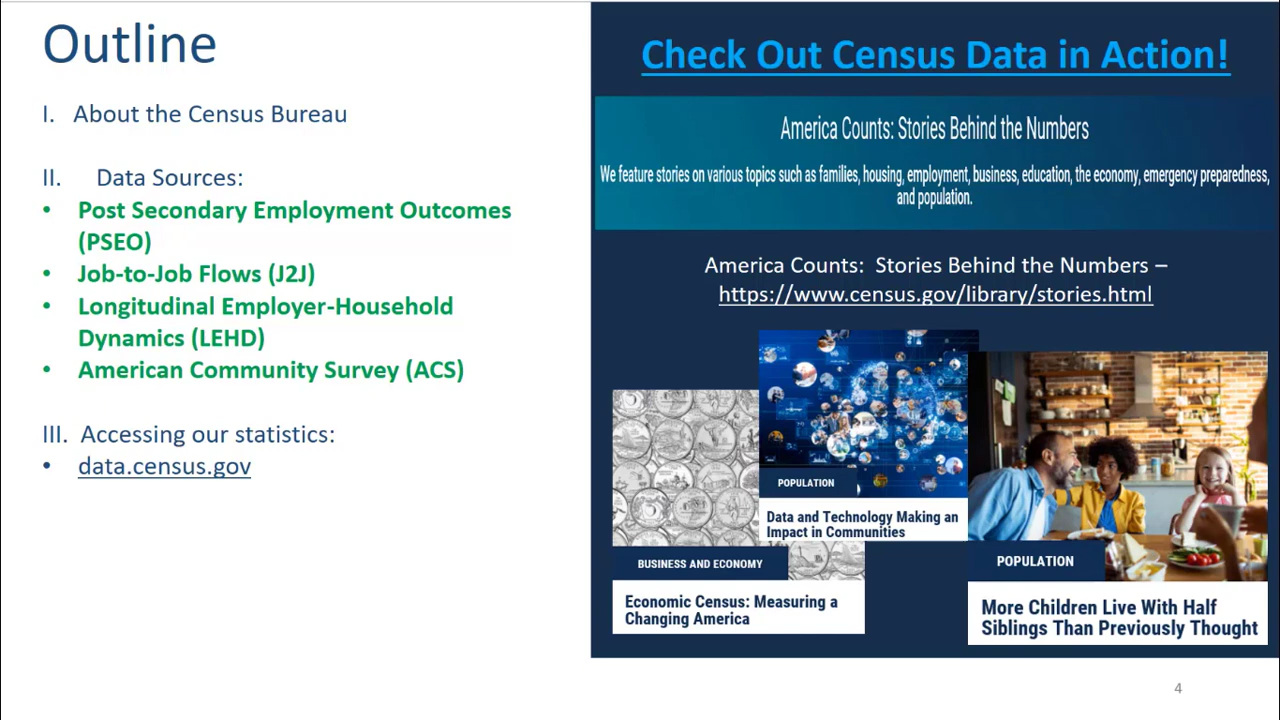 Outline
I. About the Census Bureau
II. Data Sources:
• Post Secondary Employment Outcomes
(PSEO)
• Job-to-Job Flows (J2J)
• Longitudinal Employer-Household
Dynamics (LEHD)
• American Community Survey (ACS)
III. Accessing our statistics:
• data.census.gov
Check Out Census Data in Action!
America Counts: Stories Behind the Numbers
We feature stories on various topics such as families, housing, employment, business, education, the economy, emergency preparedness,
and population.
America Counts: Stories Behind the Numbers –
https://www.census.gov/library/stories.html
POPULATION
Data and Technology Making an
Impact in Communities
BUSINESS AND ECONOMY
Economic Census: Measuring a
Changing America
POPULATION
More Children Live With Half
Siblings Than Previously Thought
4